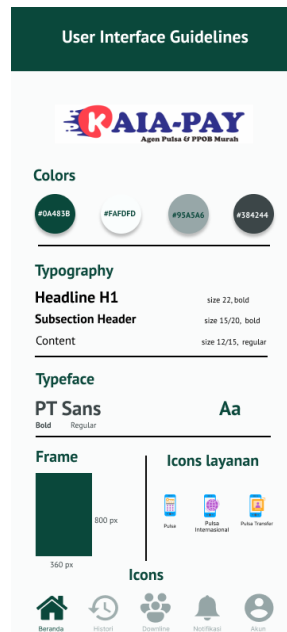 User Interface Guidelines
KAIA-PAY
Agen Pulsa & PPOB Murah
Colors
#0A483B
#FAFDFD
#95A5A6
#384244
Typography
Headline H1
size 22, bold
Subsection Header
size 15/20, bold
Content
size 12/15, regular
Typeface
PT Sans
Aa
Bold Regular
Frame
800 px
360 px
Icons layanan
Pulsa
Pulsa
Internasional
Pulsa Transfer
Icons
Beranda
Histori
Downline
Notifikasi
Akun